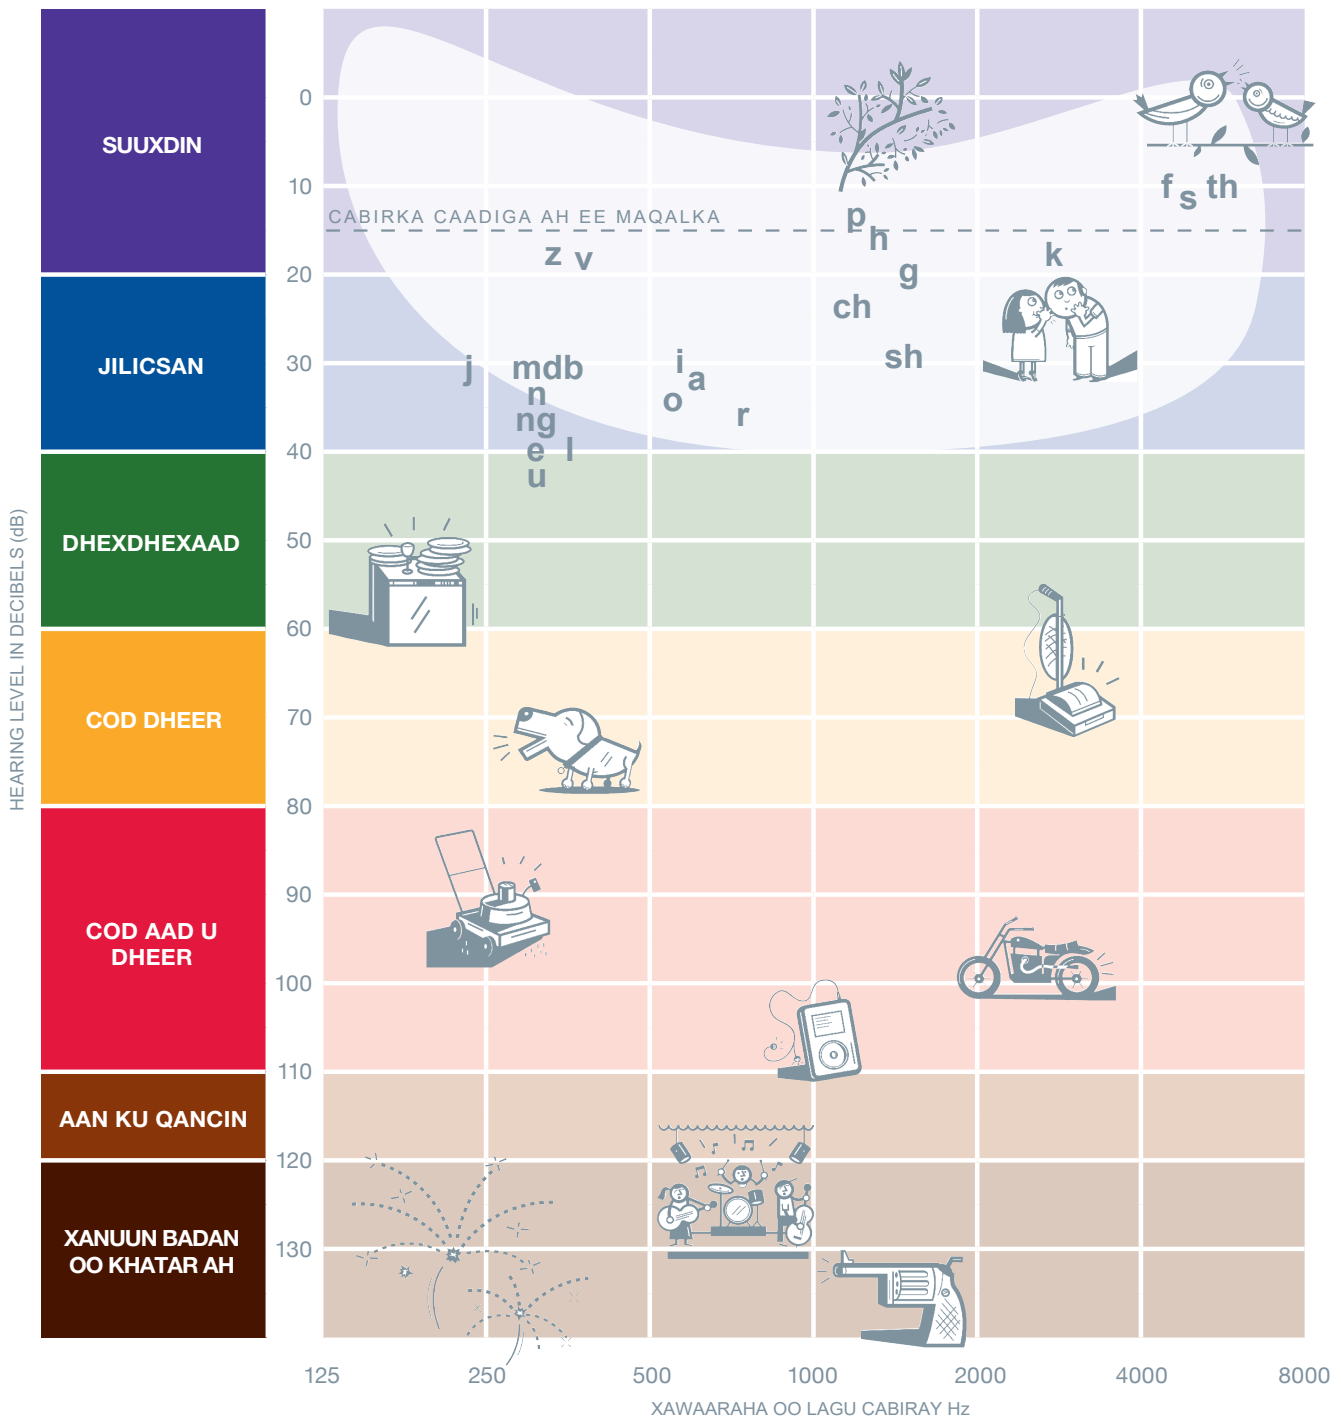 SUUXDIN
JILICSAN
DHEXDHEXAAD
COD DHEER
COD AAD U
DHEER
AAN KU QANCIN
XANUUN BADAN
OO KHATAR AH
HEARING LEVEL IN DECIBELS (dB)
0
10
20
30
40
50
60
70
80
90
100
110
120
130
CABIRKA CAADIGA AH EE MAQALKA
f s th
p
h
z v
k
g
ch
sh
j
mdb
n
ng
e l
u
i
a
o
r
125 250 500 1000 2000 4000 8000
XAWAARAHA OO LAGU CABIRAY Hz